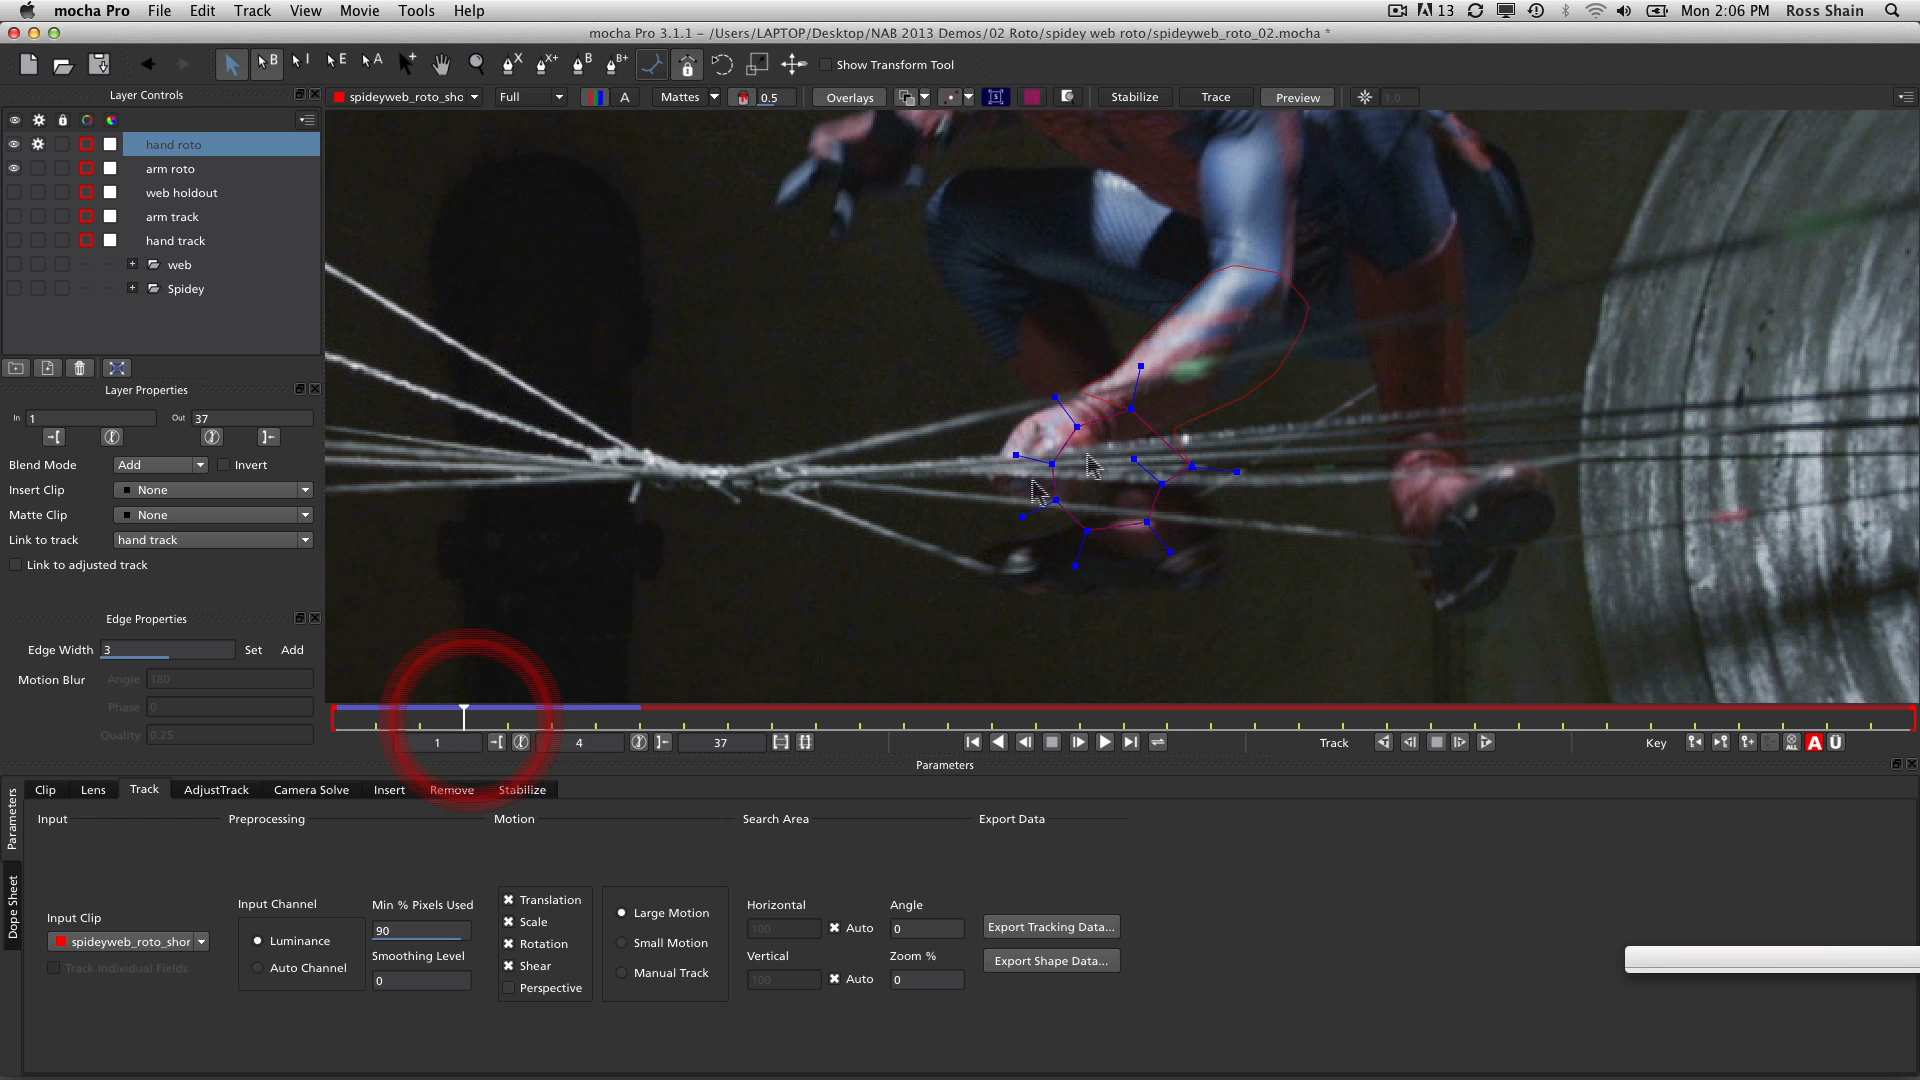 mocha Pro File Edit Track View Movie Tools Help 13 Mon 2:06 PM Ross Shain
mocha Pro 3.1.1 – /Users/LAPTOP/Desktop/NAB 2013 Demos/02 Roto/spidey web roto/spideyweb_roto_02.mocha *
B I E A X X+ B B+ Show Transform Tool
Layer Controls spideyweb_roto_sho Full A Mattes 0.5 Overlays Stabilize Trace Preview 1.0
hand roto
arm roto
web holdout
arm track
hand track
web
Spidey
Layer Properties
In 1 Out 37
Blend Mode Add Invert
Insert Clip None
Matte Clip None
Link to track hand track
Link to adjusted track
Edge Properties
Edge Width 3 Set Add
Motion Blur Angle 180
Phase 0
Quality 0.25
1 4 37 Track Key ALL A Ü
Parameters
Clip Lens Track AdjustTrack Camera Solve Insert Remove Stabilize
Parameters
Dope Sheet
Input Preprocessing Motion Search Area Export Data
Input Clip
spideyweb_roto_shor
Track Individual Fields
Input Channel
Luminance
Auto Channel
Min % Pixels Used
90
Smoothing Level
0
Translation
Scale
Rotation
Shear
Perspective
Large Motion
Small Motion
Manual Track
Horizontal
100 Auto
Vertical
100 Auto
Angle
0
Zoom %
0
Export Tracking Data...
Export Shape Data...